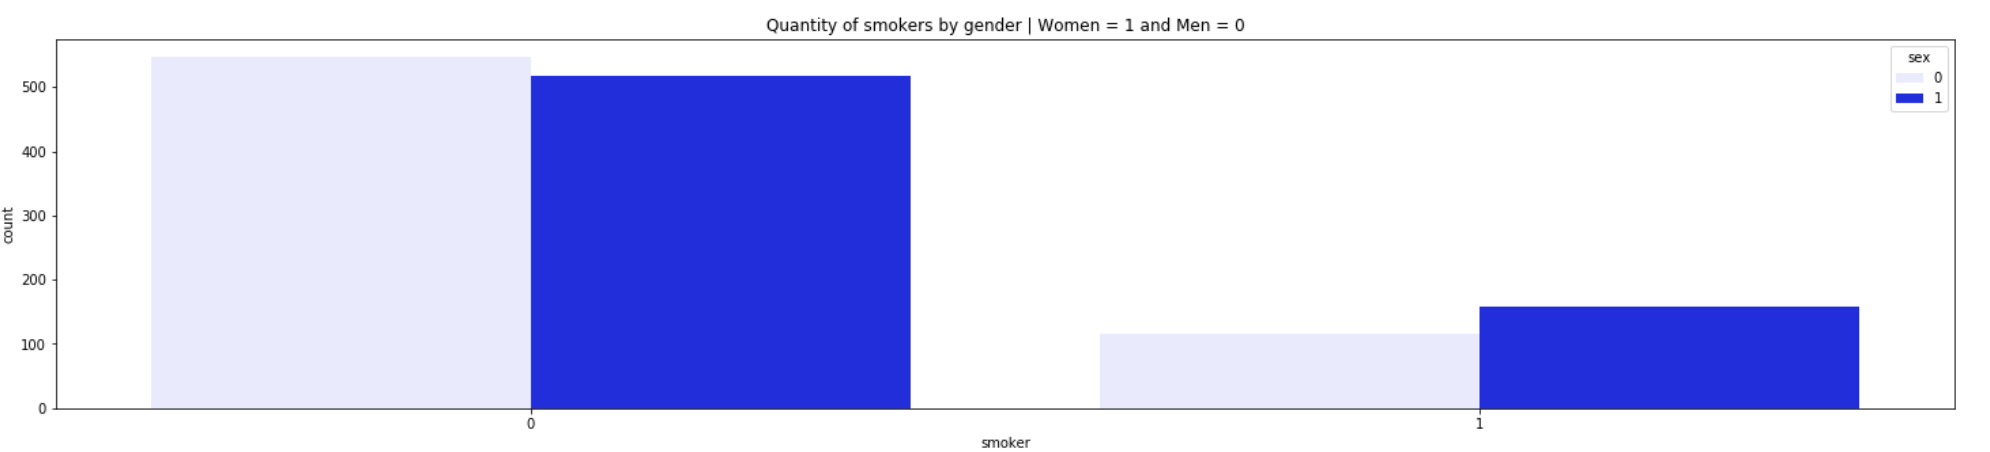 Quantity of smokers by gender | Women = 1 and Men = 0
sex
0
1
500
400
300
200
100
0
count
0 1
smoker